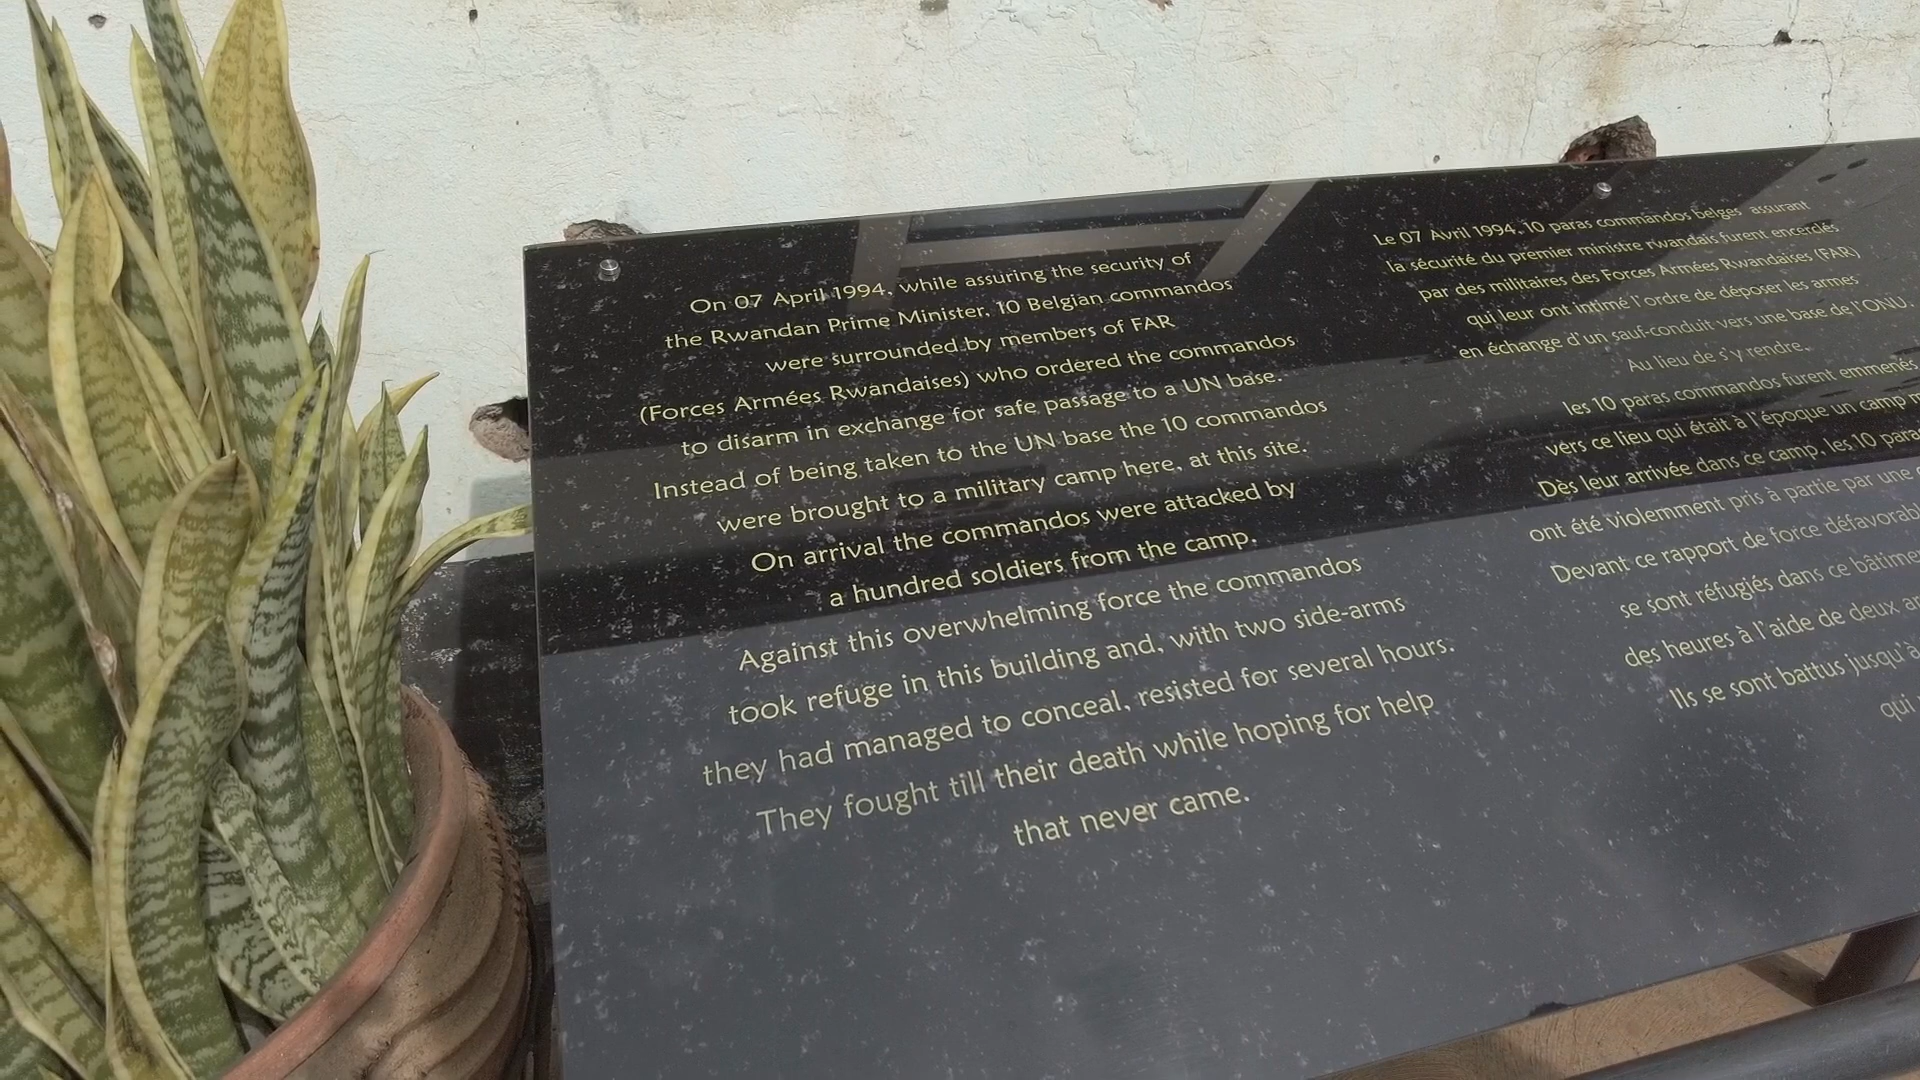 On 07 April 1994, while assuring the security of
the Rwandan Prime Minister, 10 Belgian commandos
were surrounded by members of FAR
(Forces Armées Rwandaises) who ordered the commandos
to disarm in exchange for safe passage to a UN base.
Instead of being taken to the UN base the 10 commandos
were brought to a military camp here, at this site.
On arrival the commandos were attacked by
a hundred soldiers from the camp.
Against this overwhelming force the commandos
took refuge in this building and, with two side-arms
they had managed to conceal, resisted for several hours.
They fought till their death while hoping for help
that never came.
Le 07 Avril 1994, 10 paras commandos belges assurant
la sécurité du premier ministre rwandais furent encerclés
par des militaires des Forces Armées Rwandaises (FAR)
qui leur ont intimé l'ordre de déposer les armes
en échange d'un sauf-conduit vers une base de l'ONU.
Au lieu de s'y rendre,
les 10 paras commandos furent emmenés
vers ce lieu qui était à l'époque un camp
Dès leur arrivée dans ce camp, les 10 paras
ont été violemment pris à partie par une
Devant ce rapport de force
se sont réfugiés dans ce
des heures à l'aide de deux
Ils se sont battus jusqu'à
qui